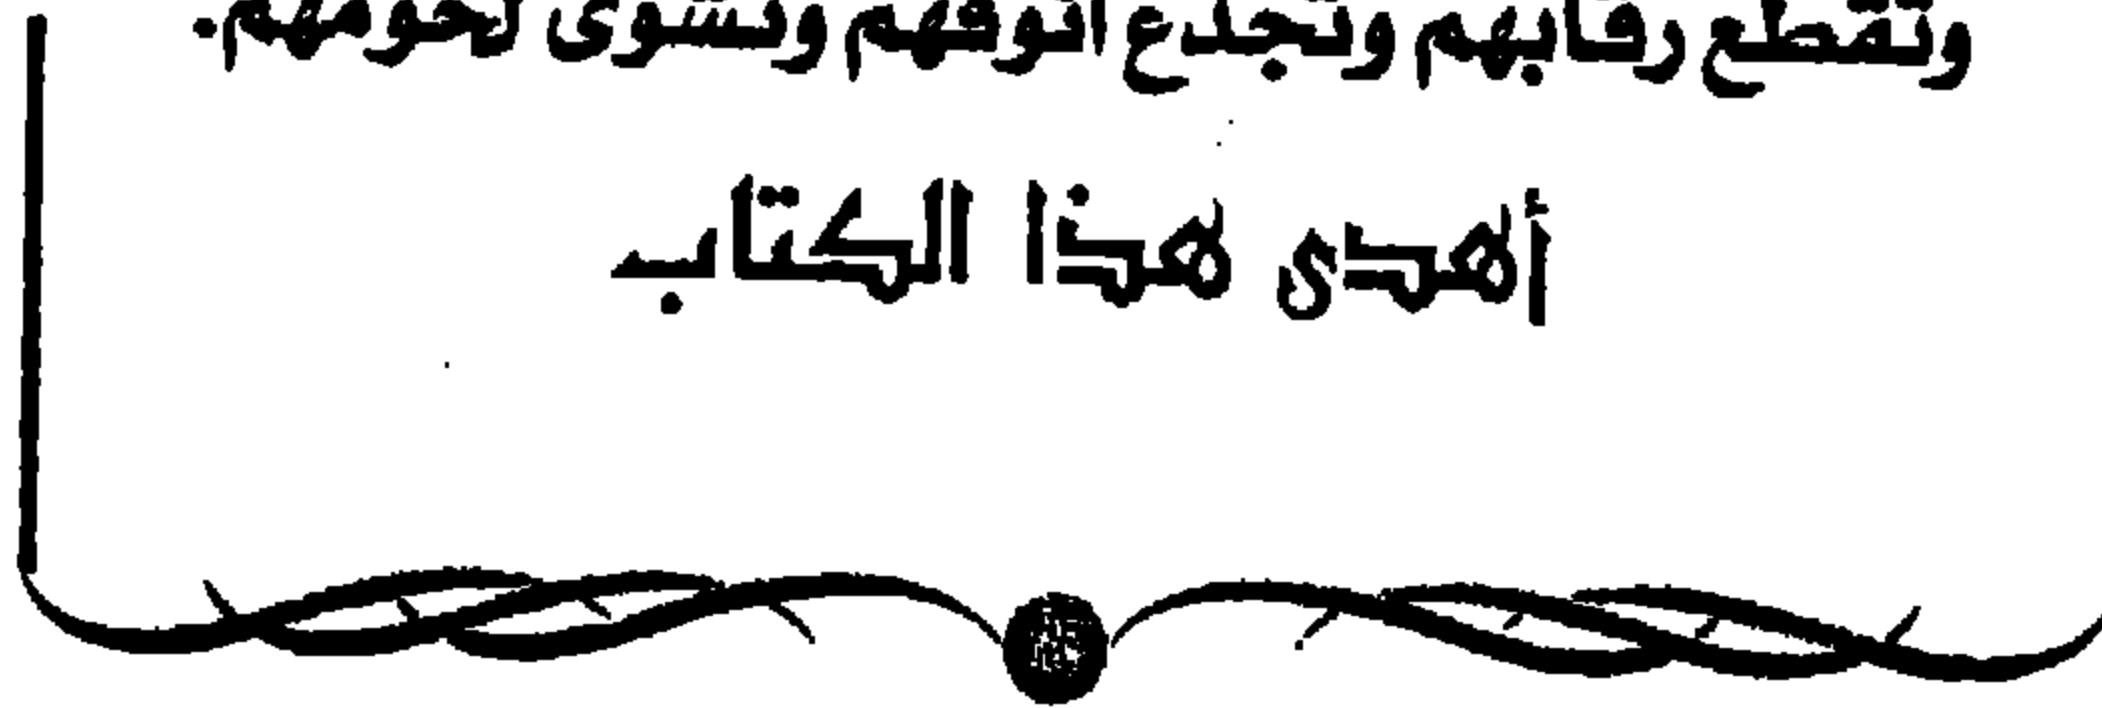 وتقطع رقابهم وتجدع أنوفهم وتشوى لحومهم.
أهدى هذا الكتاب